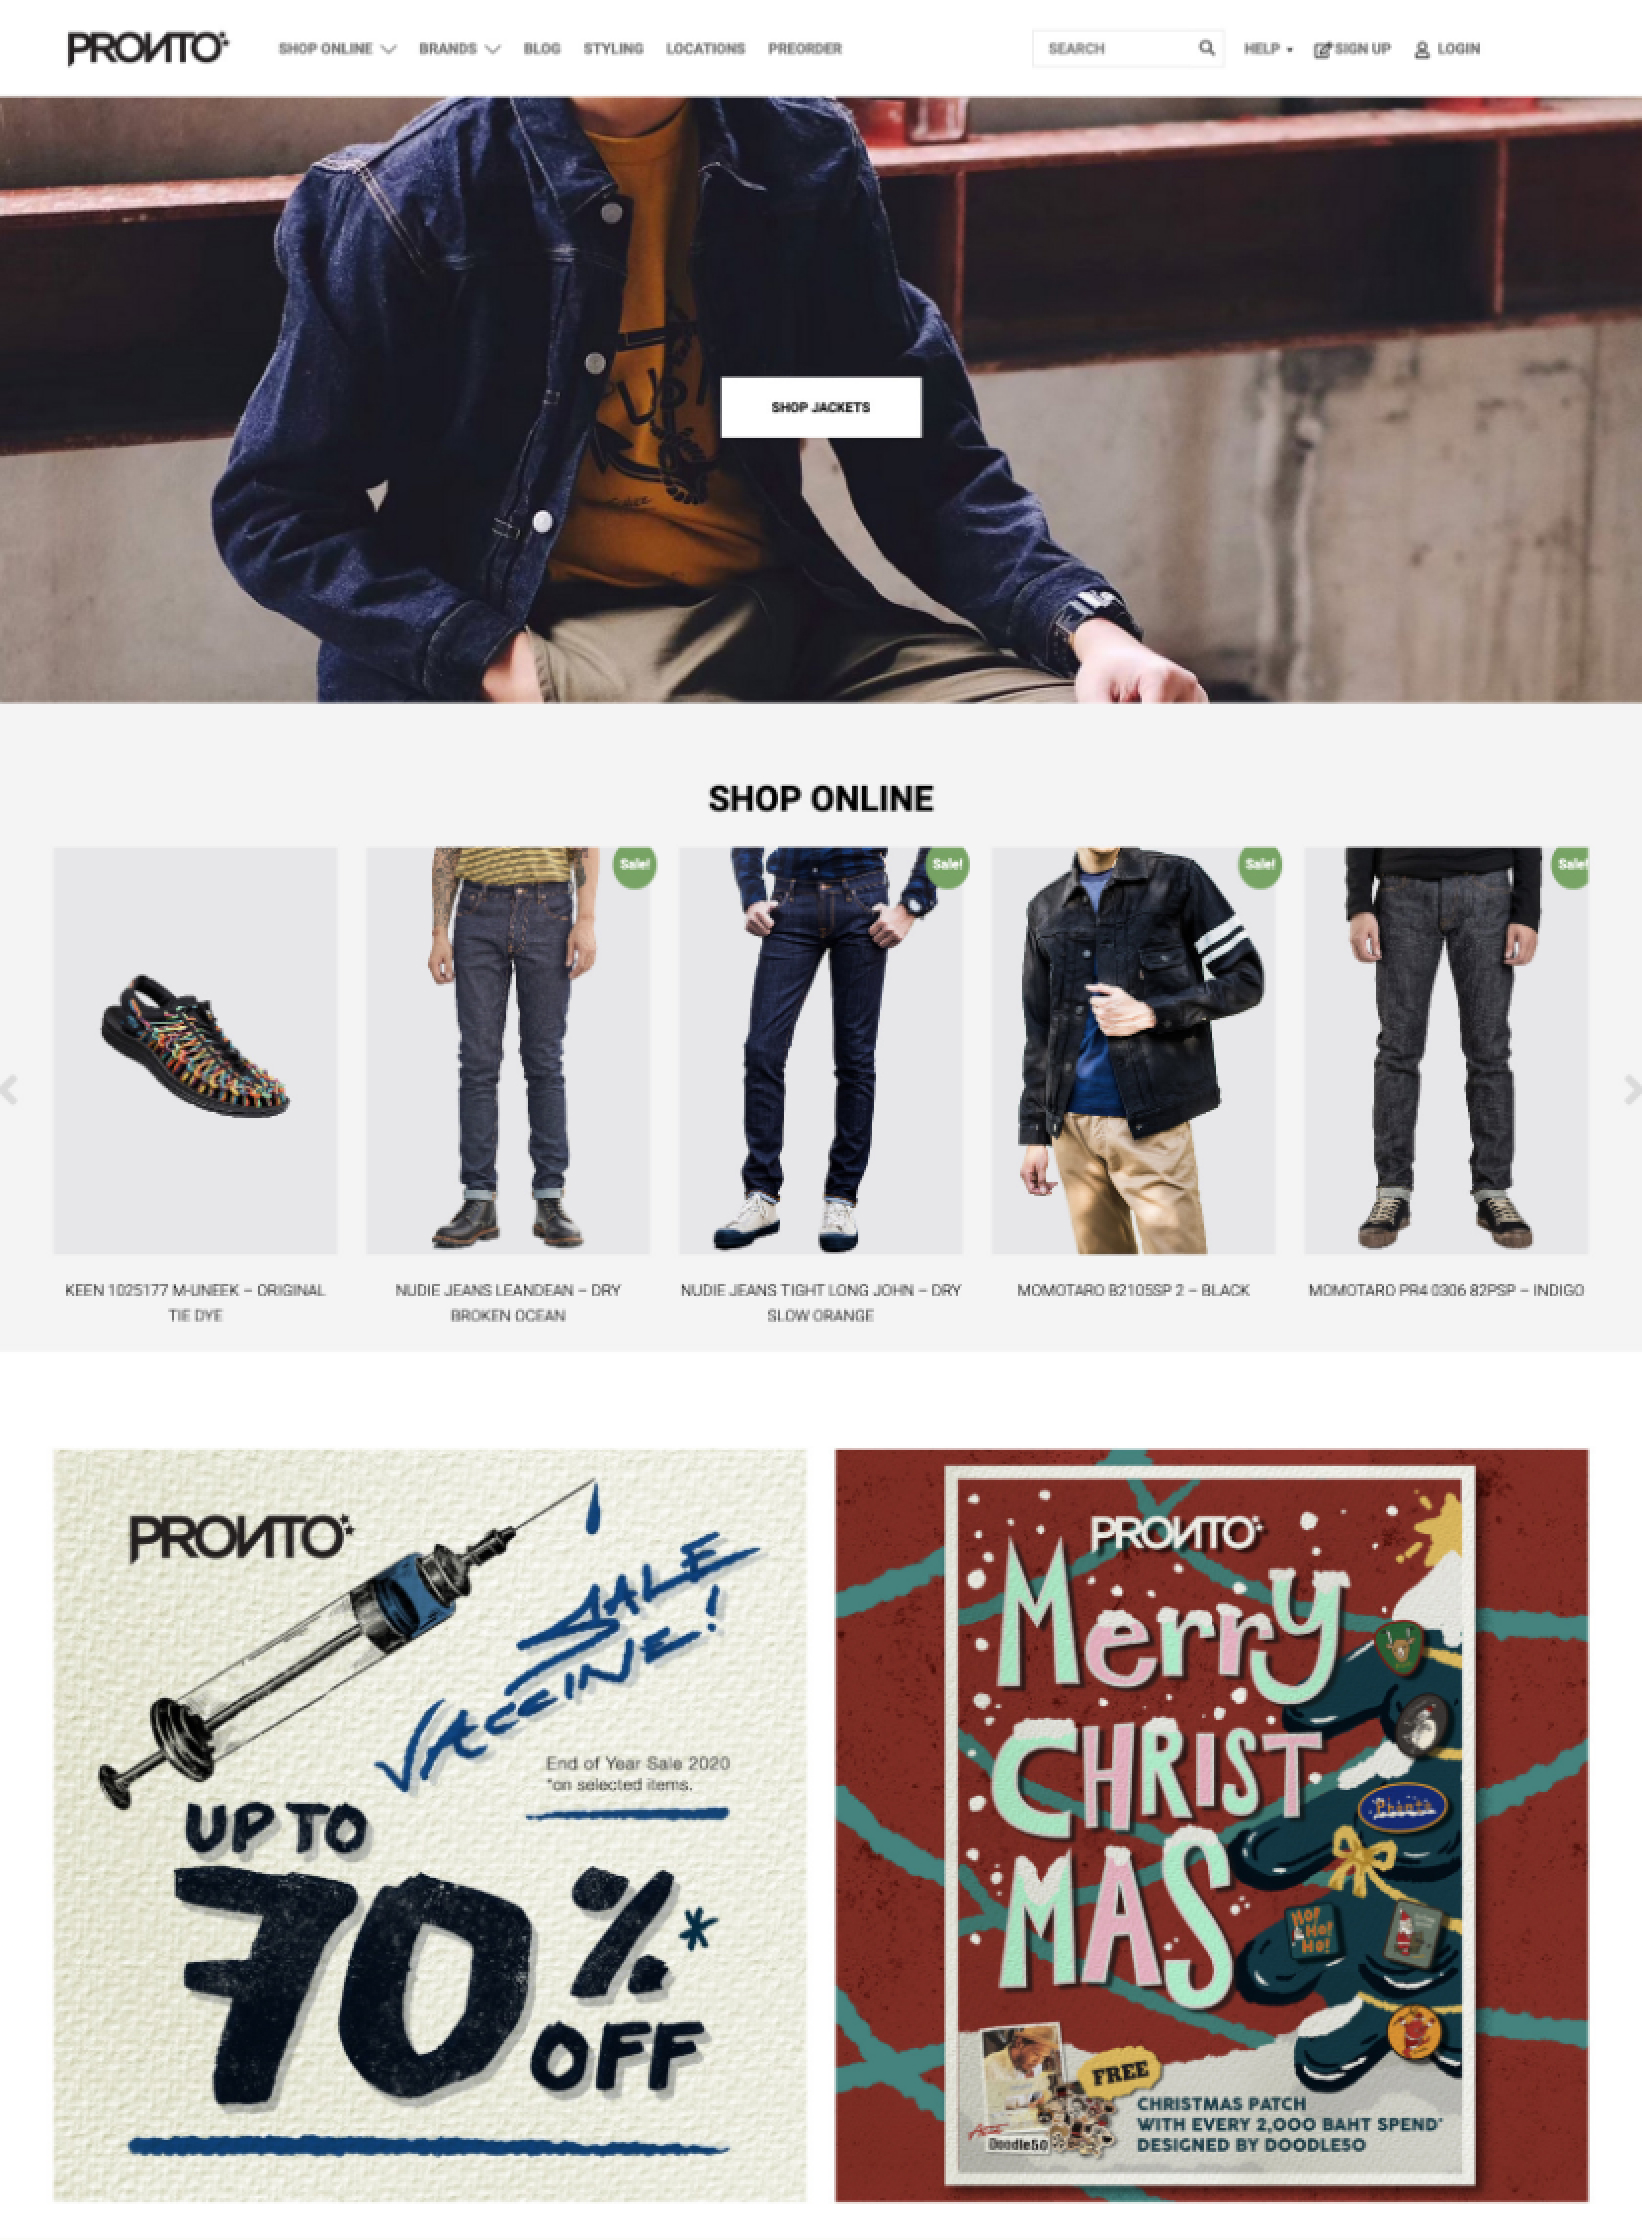 PRONTO
SHOP ONLINE BRANDS BLOG STYLING LOCATIONS PREORDER
SEARCH HELP SIGN UP LOGIN
SHOP JACKETS
SHOP ONLINE
Sale!
Sale!
Sale!
Sale!
KEEN 1025177 M-UNEEK – ORIGINAL
TIE DYE
NUDIE JEANS LEANDEAN – DRY
BROKEN OCEAN
NUDIE JEANS TIGHT LONG JOHN – DRY
SLOW ORANGE
MOMOTARO B2105SP 2 – BLACK
MOMOTARO PR4 0306 82PSP – INDIGO
PRONTO
SALE
VACCINE!
End of Year Sale 2020
*on selected items.
UP TO
70%*
OFF
PRONTO
Merry
CHRIST
MAS
HO!
HO!
HO!
FREE
Doodle50
CHRISTMAS PATCH
WITH EVERY 2,000 BAHT SPEND*
DESIGNED BY DOODLE50